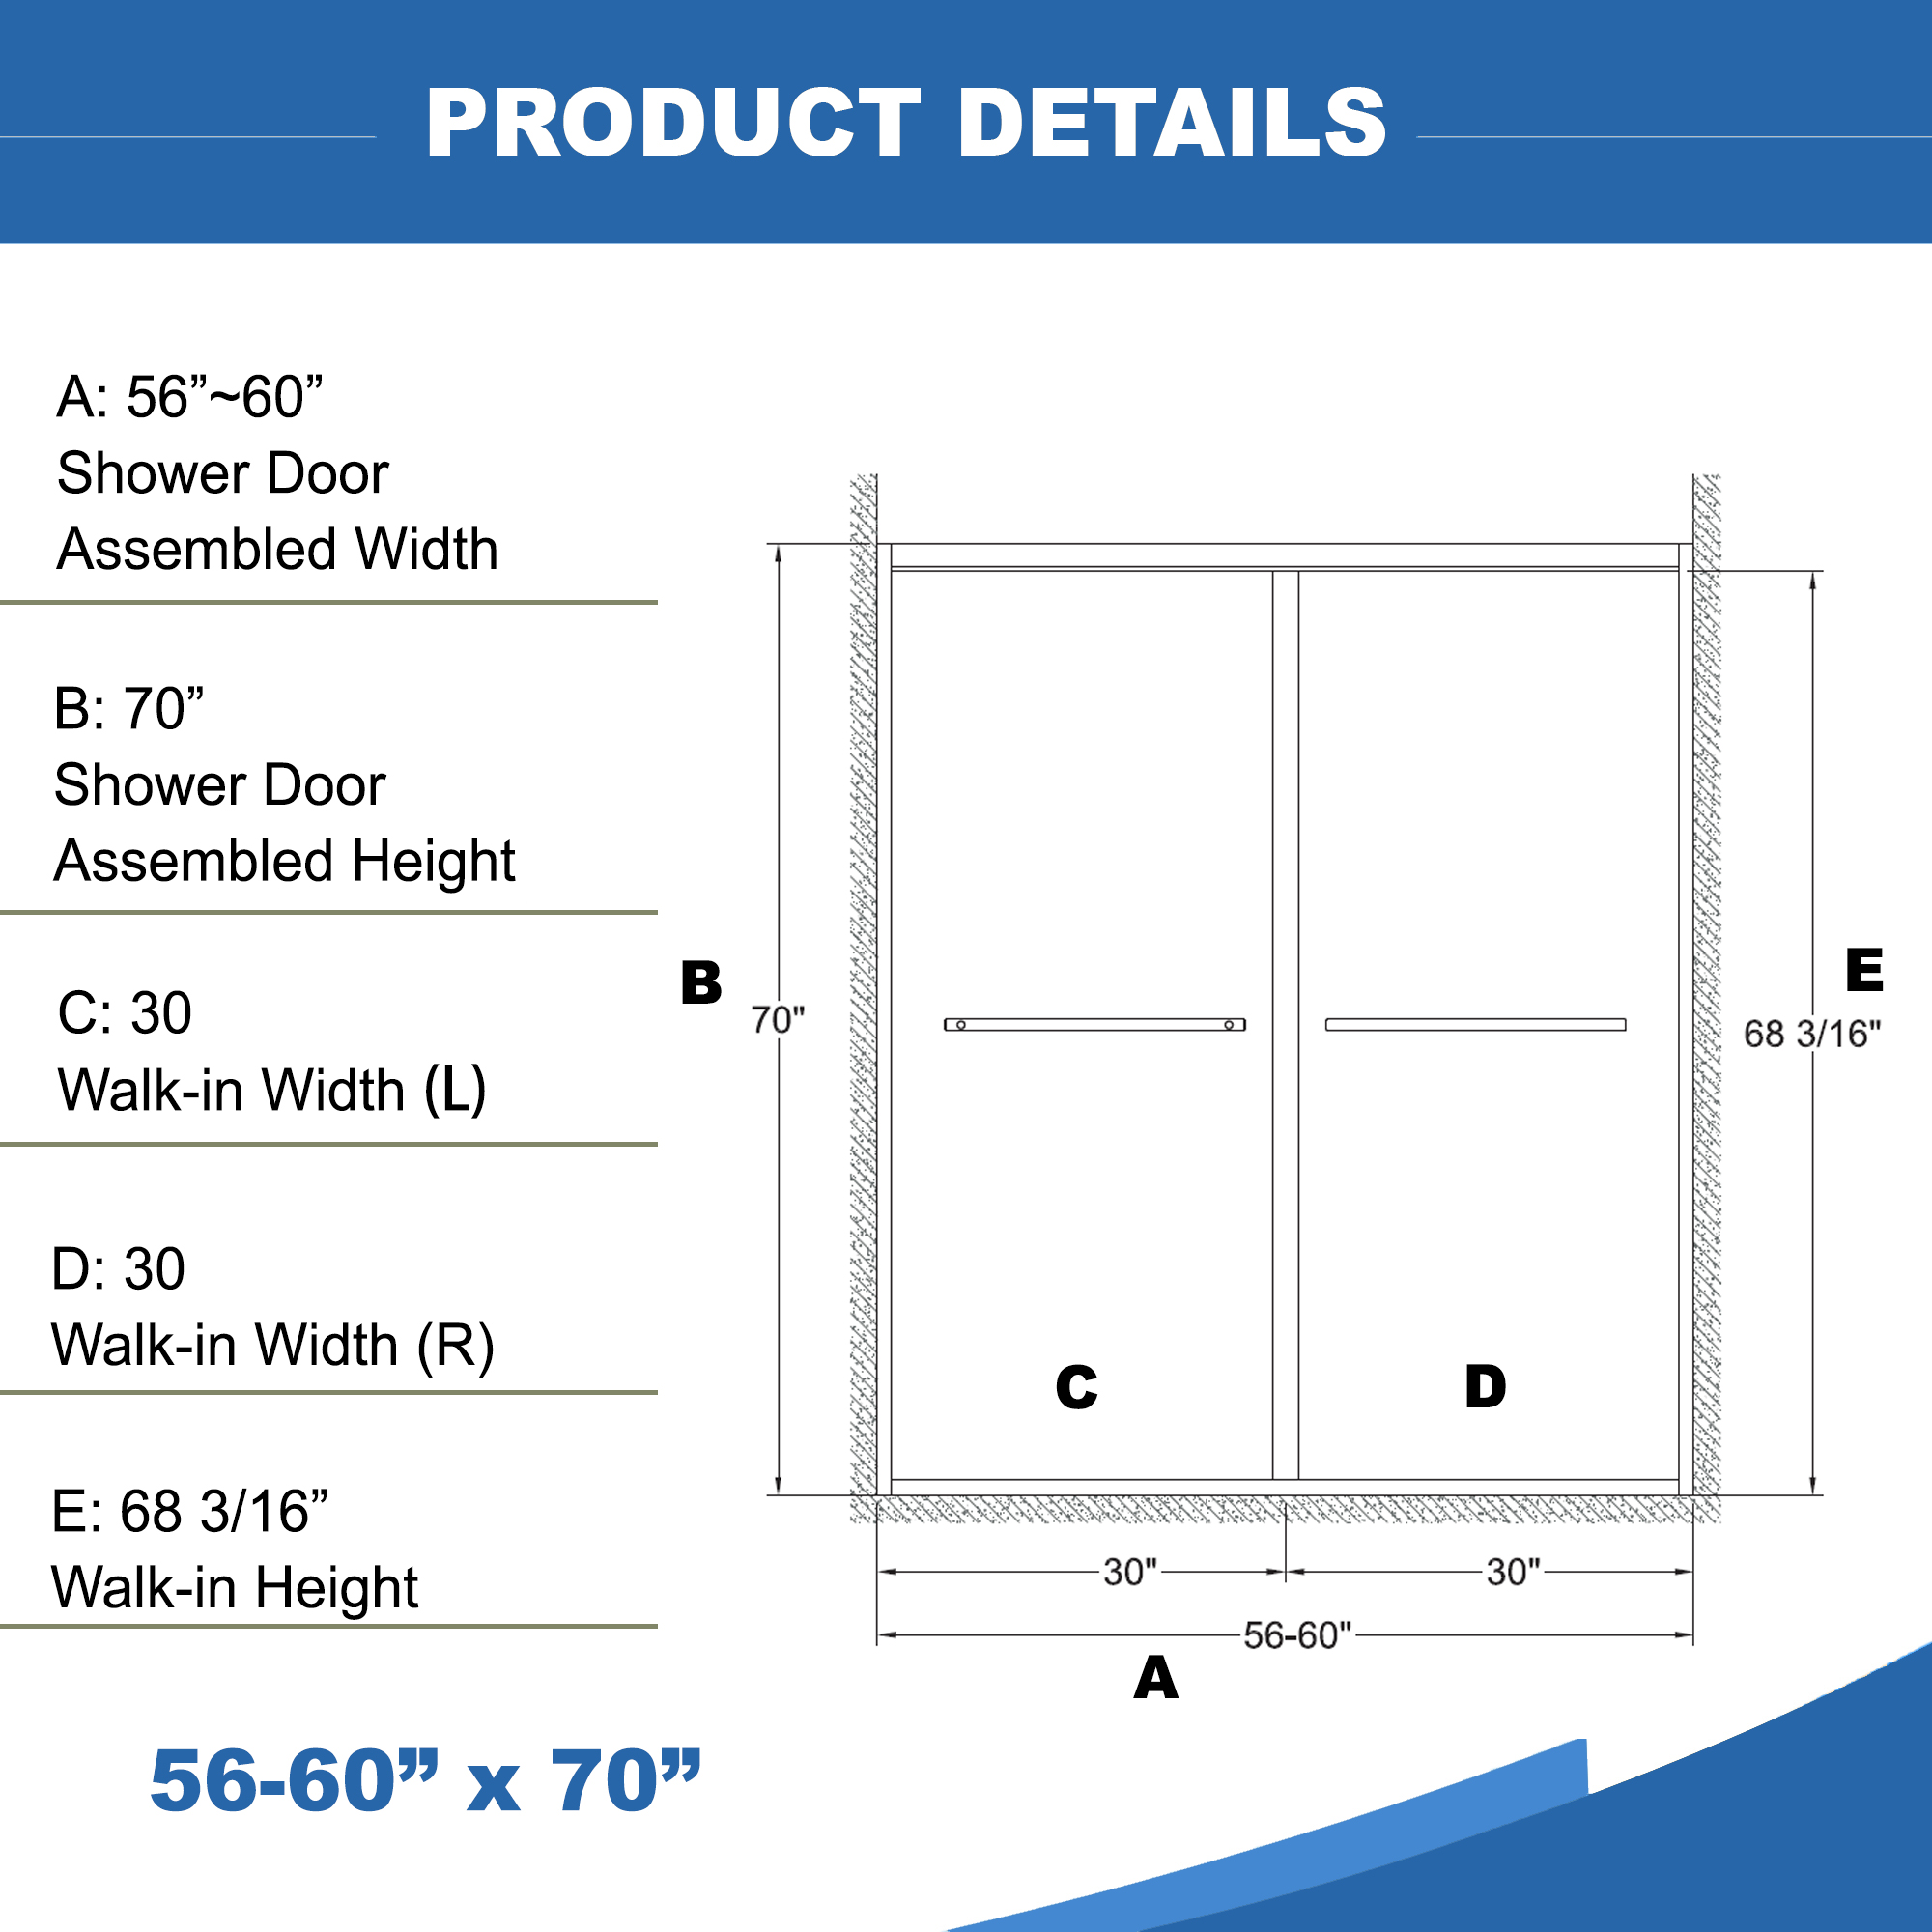 PRODUCT DETAILS
A: 56”~60”
Shower Door
Assembled Width
B: 70”
Shower Door
Assembled Height
C: 30
Walk-in Width (L)
D: 30
Walk-in Width (R)
E: 68 3/16”
Walk-in Height
56-60” x 70”
B
70"
E
68 3/16"
C
D
30"
30"
56-60"
A